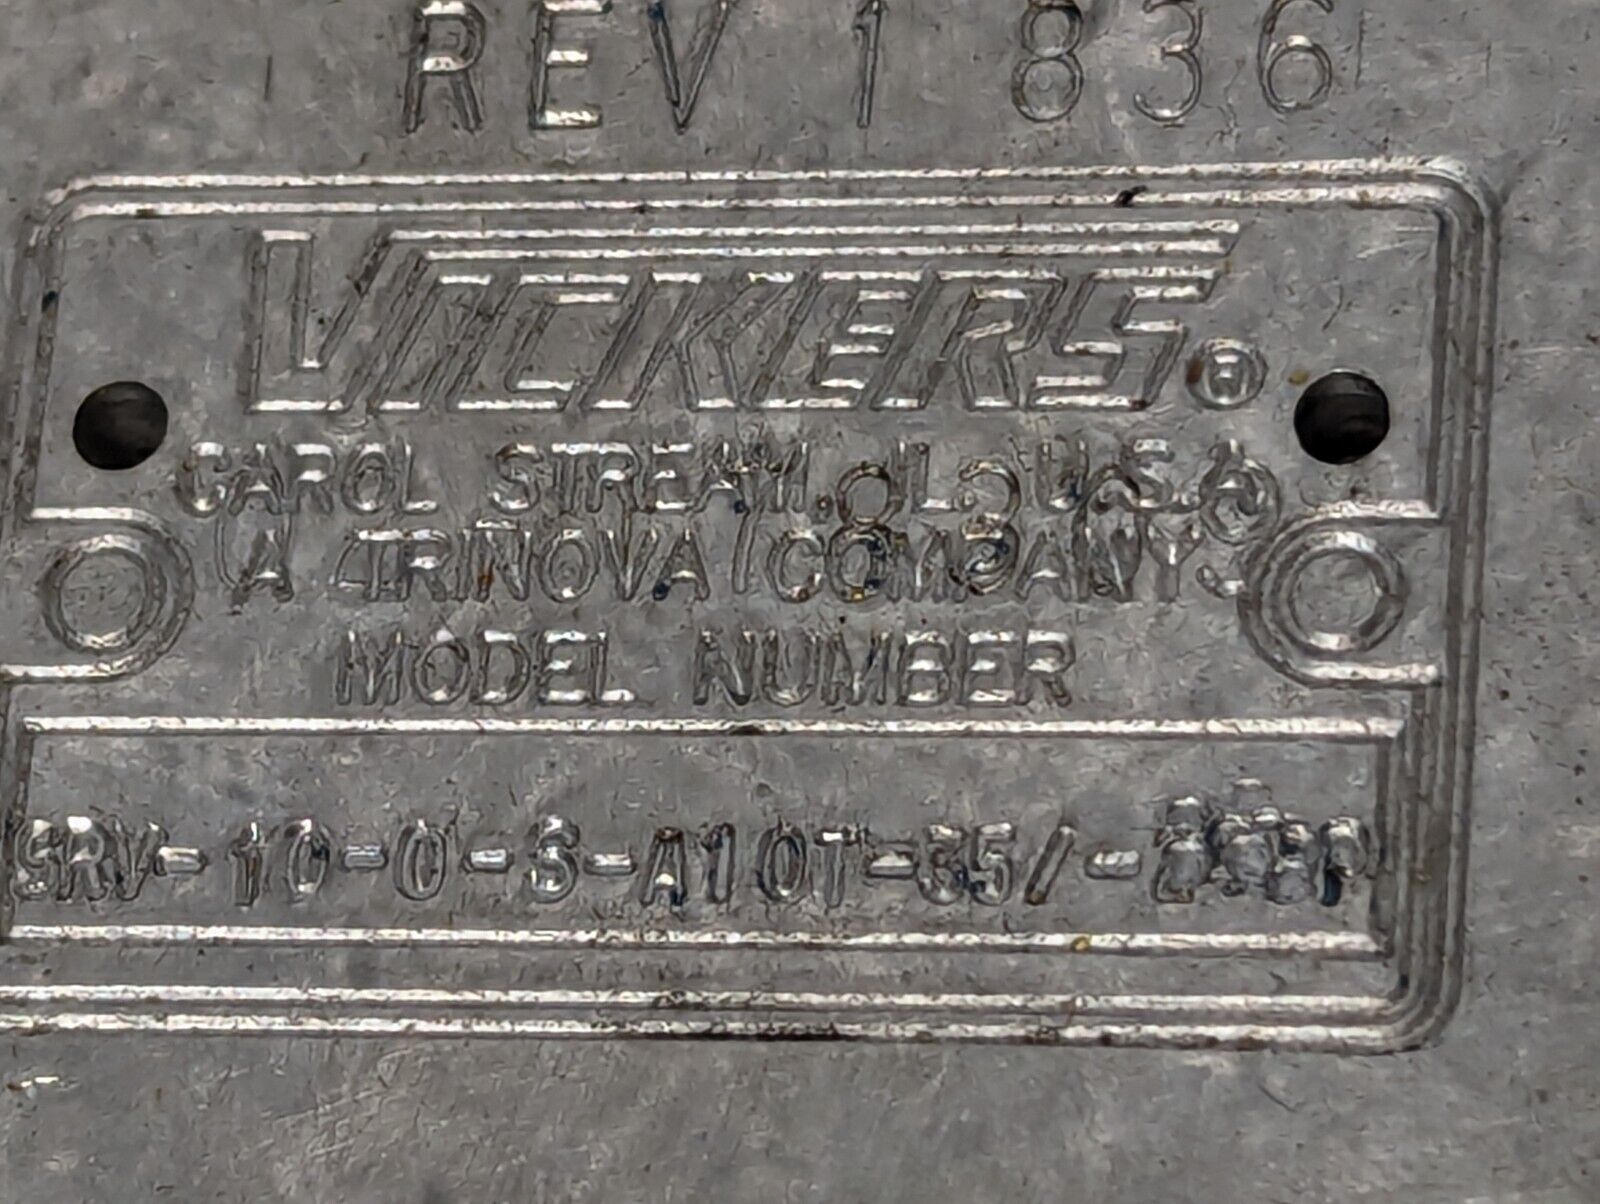 REV 1 836
VICKERS®
CAROL STREAM, IL. U.S.A.
A TRINOVA COMPANY
MODEL NUMBER
SRV-10-0-S-A10T-35/-